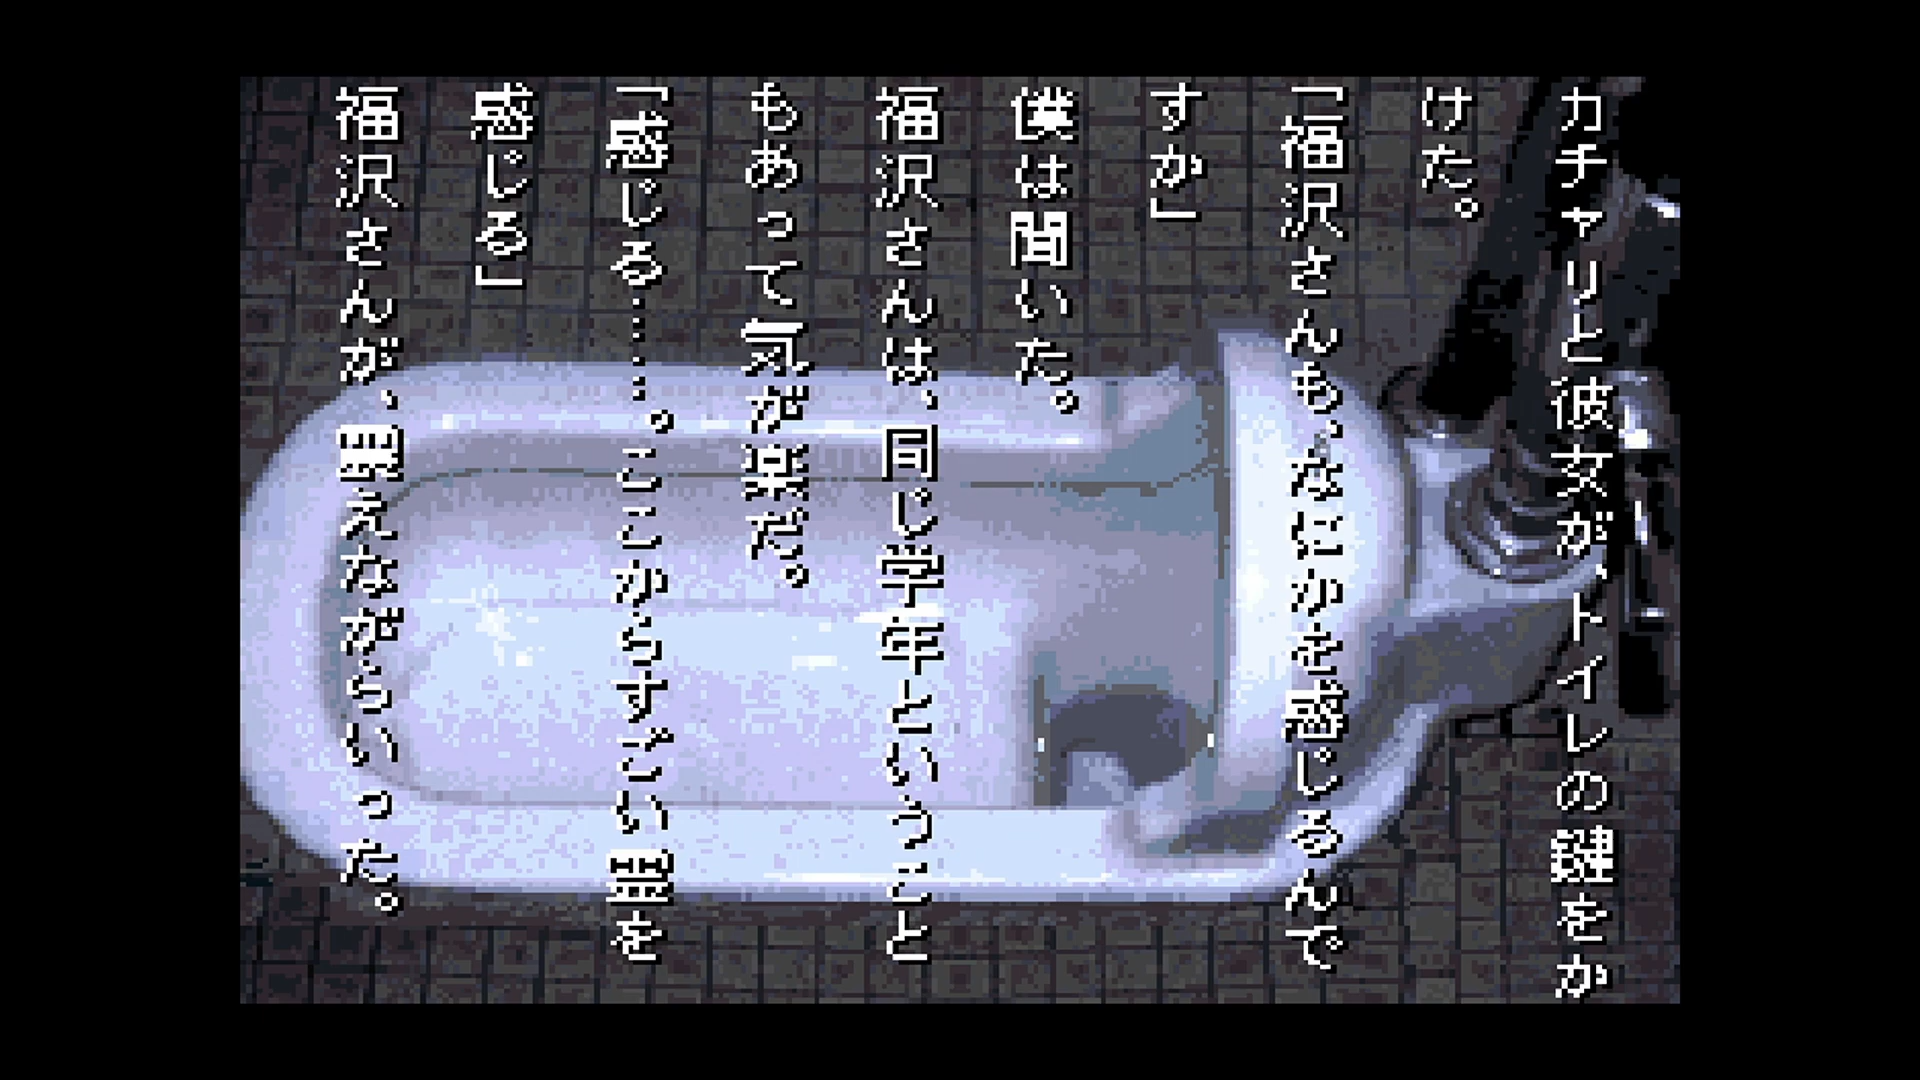 カチャリと彼女が、トイレの鍵をか
けた。
「福沢さんも、なにかを感じるんで
すか」
僕は聞いた。
福沢さんは、同じ学年ということ
もあって気が楽だ。
「感じる……。ここからすごい霊を
感じる」
福沢さんが、震えながらいった。